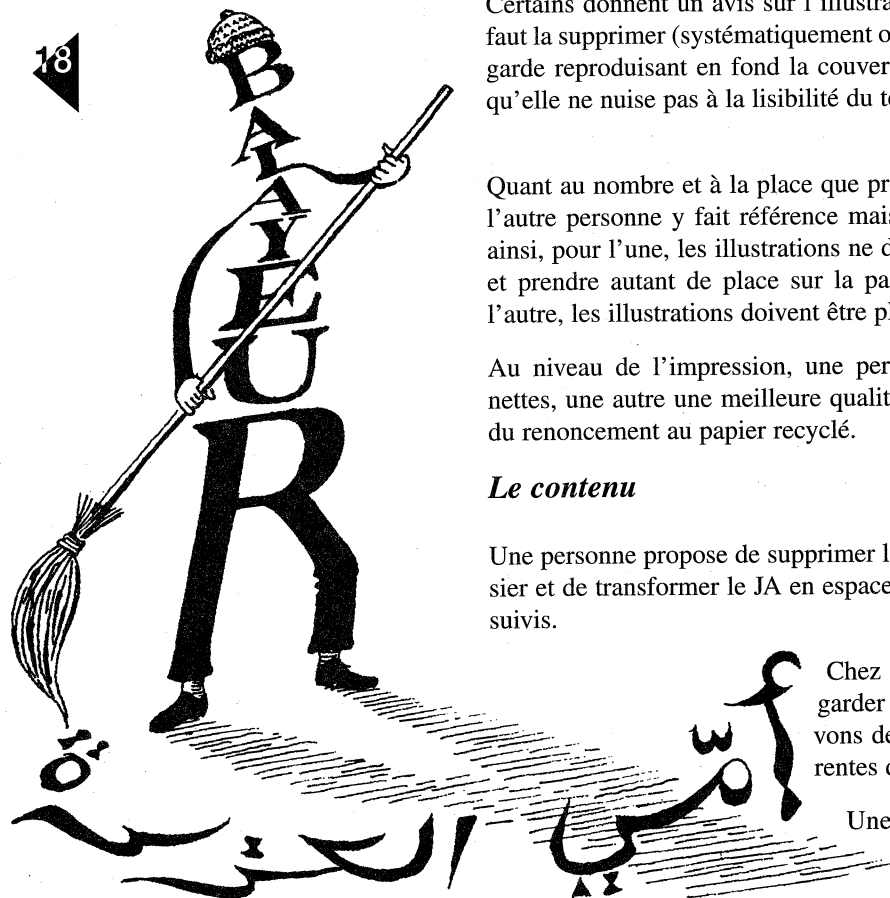 18
BALAYEUR
Certains donnent un avis sur l'illustra
faut la supprimer (systématiquement o
garde reproduisant en fond la couver
qu'elle ne nuise pas à la lisibilité du te
Quant au nombre et à la place que pr
l'autre personne y fait référence mais
ainsi, pour l'une, les illustrations ne d
et prendre autant de place sur la pa
l'autre, les illustrations doivent être pl
Au niveau de l'impression, une per
nettes, une autre une meilleure qualit
du renoncement au papier recyclé.
Le contenu
Une personne propose de supprimer l
sier et de transformer le JA en espace
suivis.
Chez
garder
vons de
rentes d
Une
أمّي